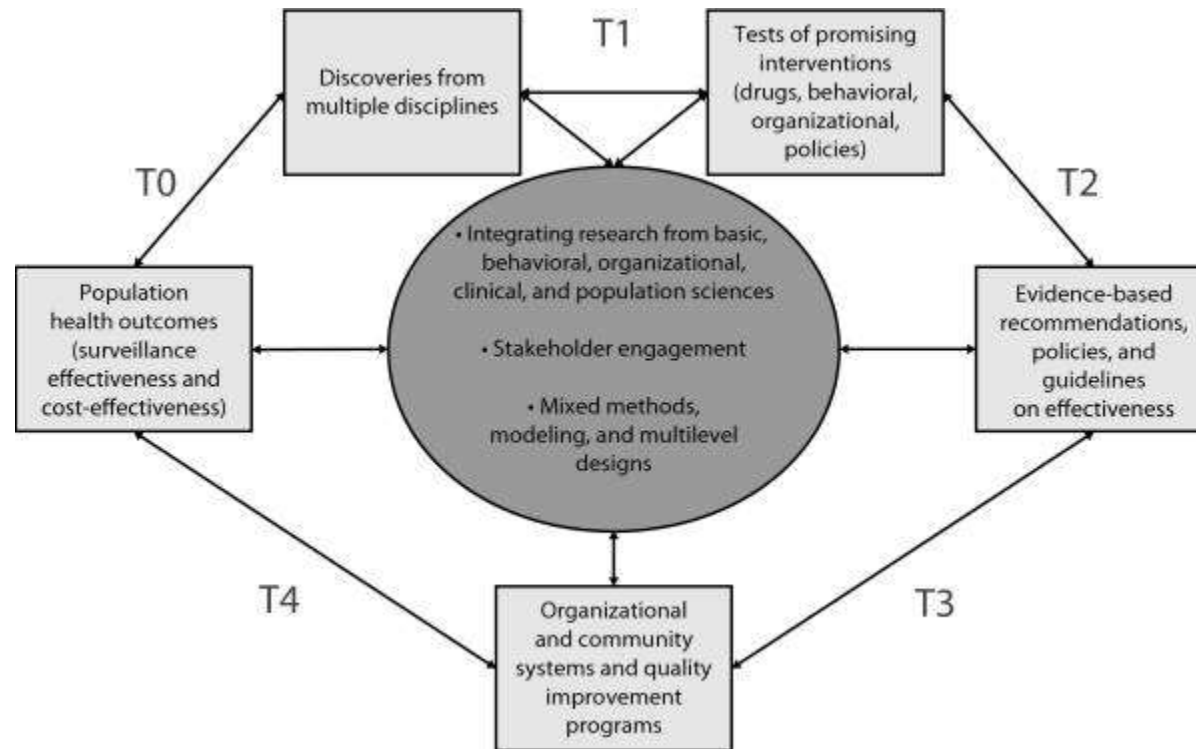 T1
Discoveries from
multiple disciplines
Tests of promising
interventions
(drugs, behavioral,
organizational,
policies)
T0
T2
• Integrating research from basic,
behavioral, organizational,
clinical, and population sciences
• Stakeholder engagement
• Mixed methods,
modeling, and multilevel
designs
Population
health outcomes
(surveillance
effectiveness and
cost-effectiveness)
Evidence-based
recommendations,
policies, and
guidelines
on effectiveness
T4
T3
Organizational
and community
systems and quality
improvement
programs